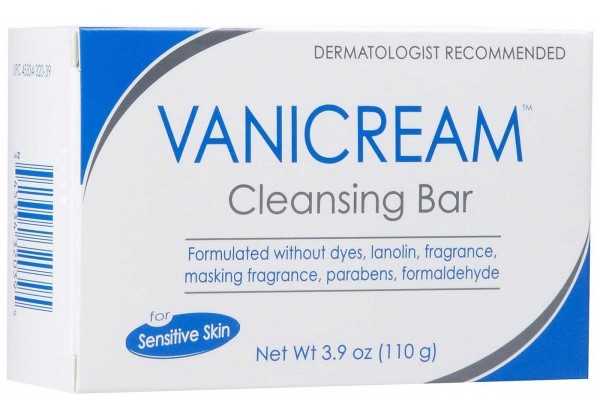 DERMATOLOGIST RECOMMENDED
VANICREAM™
Cleansing Bar
Formulated without dyes, lanolin, fragrance,
masking fragrance, parabens, formaldehyde
for
Sensitive Skin
Net Wt 3.9 oz (110 g)